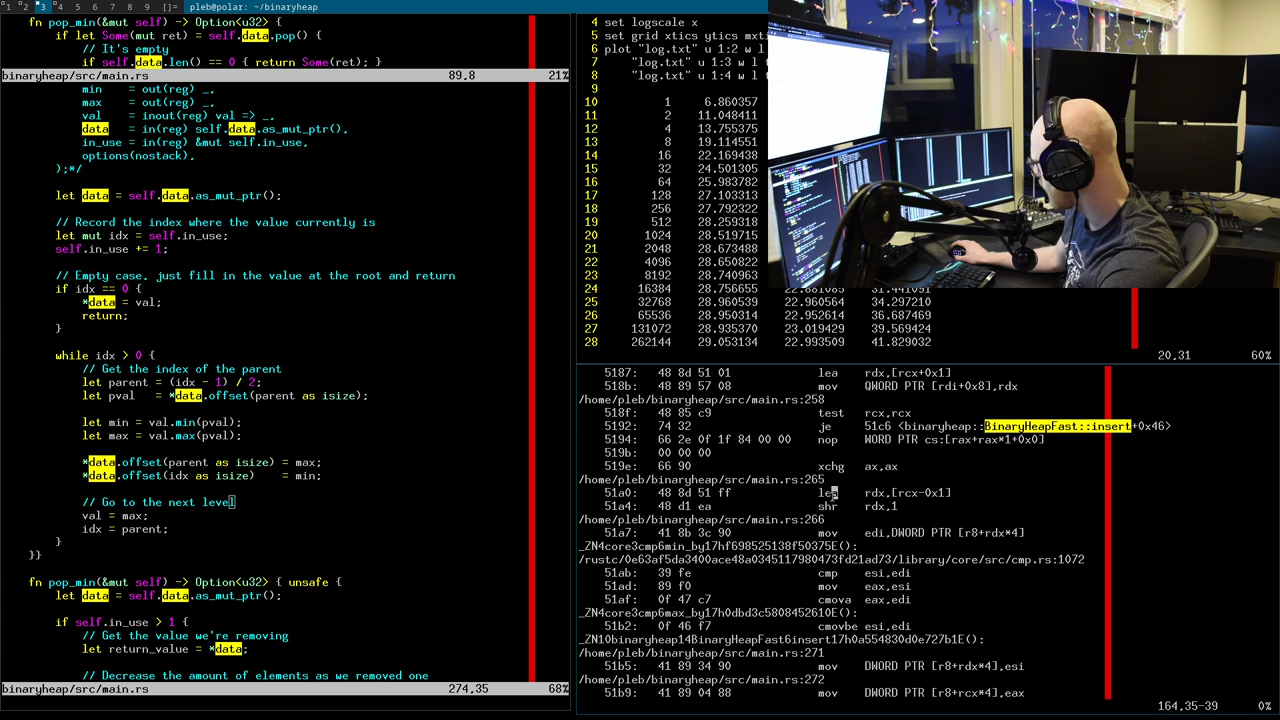 1 2 3 4 5 6 7 8 9 []= pleb@polar: ~/binaryheap
fn pop_min(&mut self) -> Option<u32> {
if let Some(mut ret) = self.data.pop() {
// It's empty
if self.data.len() == 0 { return Some(ret); }
binaryheap/src/main.rs 89,8 21%
min = out(reg) _,
max = out(reg) _,
val = inout(reg) val => _,
data = in(reg) self.data.as_mut_ptr(),
in_use = in(reg) &mut self.in_use,
options(nostack),
);*/
let data = self.data.as_mut_ptr();
// Record the index where the value currently is
let mut idx = self.in_use;
self.in_use += 1;
// Empty case, just fill in the value at the root and return
if idx == 0 {
*data = val;
return;
}
while idx > 0 {
// Get the index of the parent
let parent = (idx - 1) / 2;
let pval = *data.offset(parent as isize);
let min = val.min(pval);
let max = val.max(pval);
*data.offset(parent as isize) = max;
*data.offset(idx as isize) = min;
// Go to the next level
val = max;
idx = parent;
}
}}
fn pop_min(&mut self) -> Option<u32> { unsafe {
let data = self.data.as_mut_ptr();
if self.in_use > 1 {
// Get the value we're removing
let return_value = *data;
// Decrease the amount of elements as we removed one
binaryheap/src/main.rs 274,35 68%
4 set logscale x
5 set grid xtics ytics mxti
6 plot "log.txt" u 1:2 w l
7 "log.txt" u 1:3 w l
8 "log.txt" u 1:4 w l
9
10 1 6.860357
11 2 11.048411
12 4 13.755375
13 8 19.114551
14 16 22.169438
15 32 24.501305
16 64 25.983782
17 128 27.103313
18 256 27.792322
19 512 28.259318
20 1024 28.519715
21 2048 28.673488
22 4096 28.650822
23 8192 28.740963
24 16384 28.756655 22.881085 31.441091
25 32768 28.960539 22.960564 34.297210
26 65536 28.950314 22.952614 36.687469
27 131072 28.935370 23.019429 39.569424
28 262144 29.053134 22.993509 41.829032
20,31 60%
5187: 48 8d 51 01 lea rdx,[rcx+0x1]
518b: 48 89 57 08 mov QWORD PTR [rdi+0x8],rdx
/home/pleb/binaryheap/src/main.rs:258
518f: 48 85 c9 test rcx,rcx
5192: 74 32 je 51c6 <binaryheap::BinaryHeapFast::insert+0x46>
5194: 66 2e 0f 1f 84 00 00 nop WORD PTR cs:[rax+rax*1+0x0]
519b: 00 00 00
519e: 66 90 xchg ax,ax
/home/pleb/binaryheap/src/main.rs:265
51a0: 48 8d 51 ff lea rdx,[rcx-0x1]
51a4: 48 d1 ea shr rdx,1
/home/pleb/binaryheap/src/main.rs:266
51a7: 41 8b 3c 90 mov edi,DWORD PTR [r8+rdx*4]
_ZN4core3cmp6min_by17hf698525138f50375E():
/rustc/0e63af5da3400ace48a0345117980473fd21ad73/library/core/src/cmp.rs:1072
51ab: 39 fe cmp esi,edi
51ad: 89 f0 mov eax,esi
51af: 0f 47 c7 cmova eax,edi
_ZN4core3cmp6max_by17h0dbd3c5808452610E():
51b2: 0f 46 f7 cmovbe esi,edi
_ZN10binaryheap14BinaryHeapFast6insert17h0a554830d0e727b1E():
/home/pleb/binaryheap/src/main.rs:271
51b5: 41 89 34 90 mov DWORD PTR [r8+rdx*4],esi
/home/pleb/binaryheap/src/main.rs:272
51b9: 41 89 04 88 mov DWORD PTR [r8+rcx*4],eax
164,35-39 0%